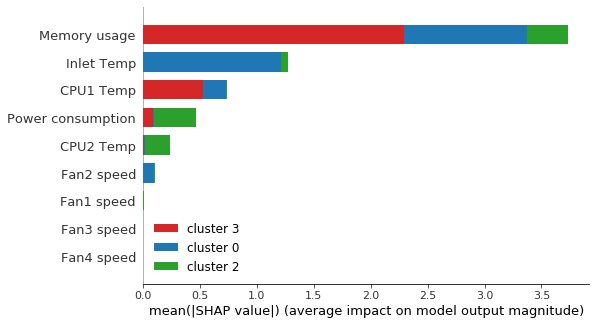 Memory usage
Inlet Temp
CPU1 Temp
Power consumption
CPU2 Temp
Fan2 speed
Fan1 speed
Fan3 speed
Fan4 speed
cluster 3
cluster 0
cluster 2
0.0 0.5 1.0 1.5 2.0 2.5 3.0 3.5
mean(|SHAP value|) (average impact on model output magnitude)